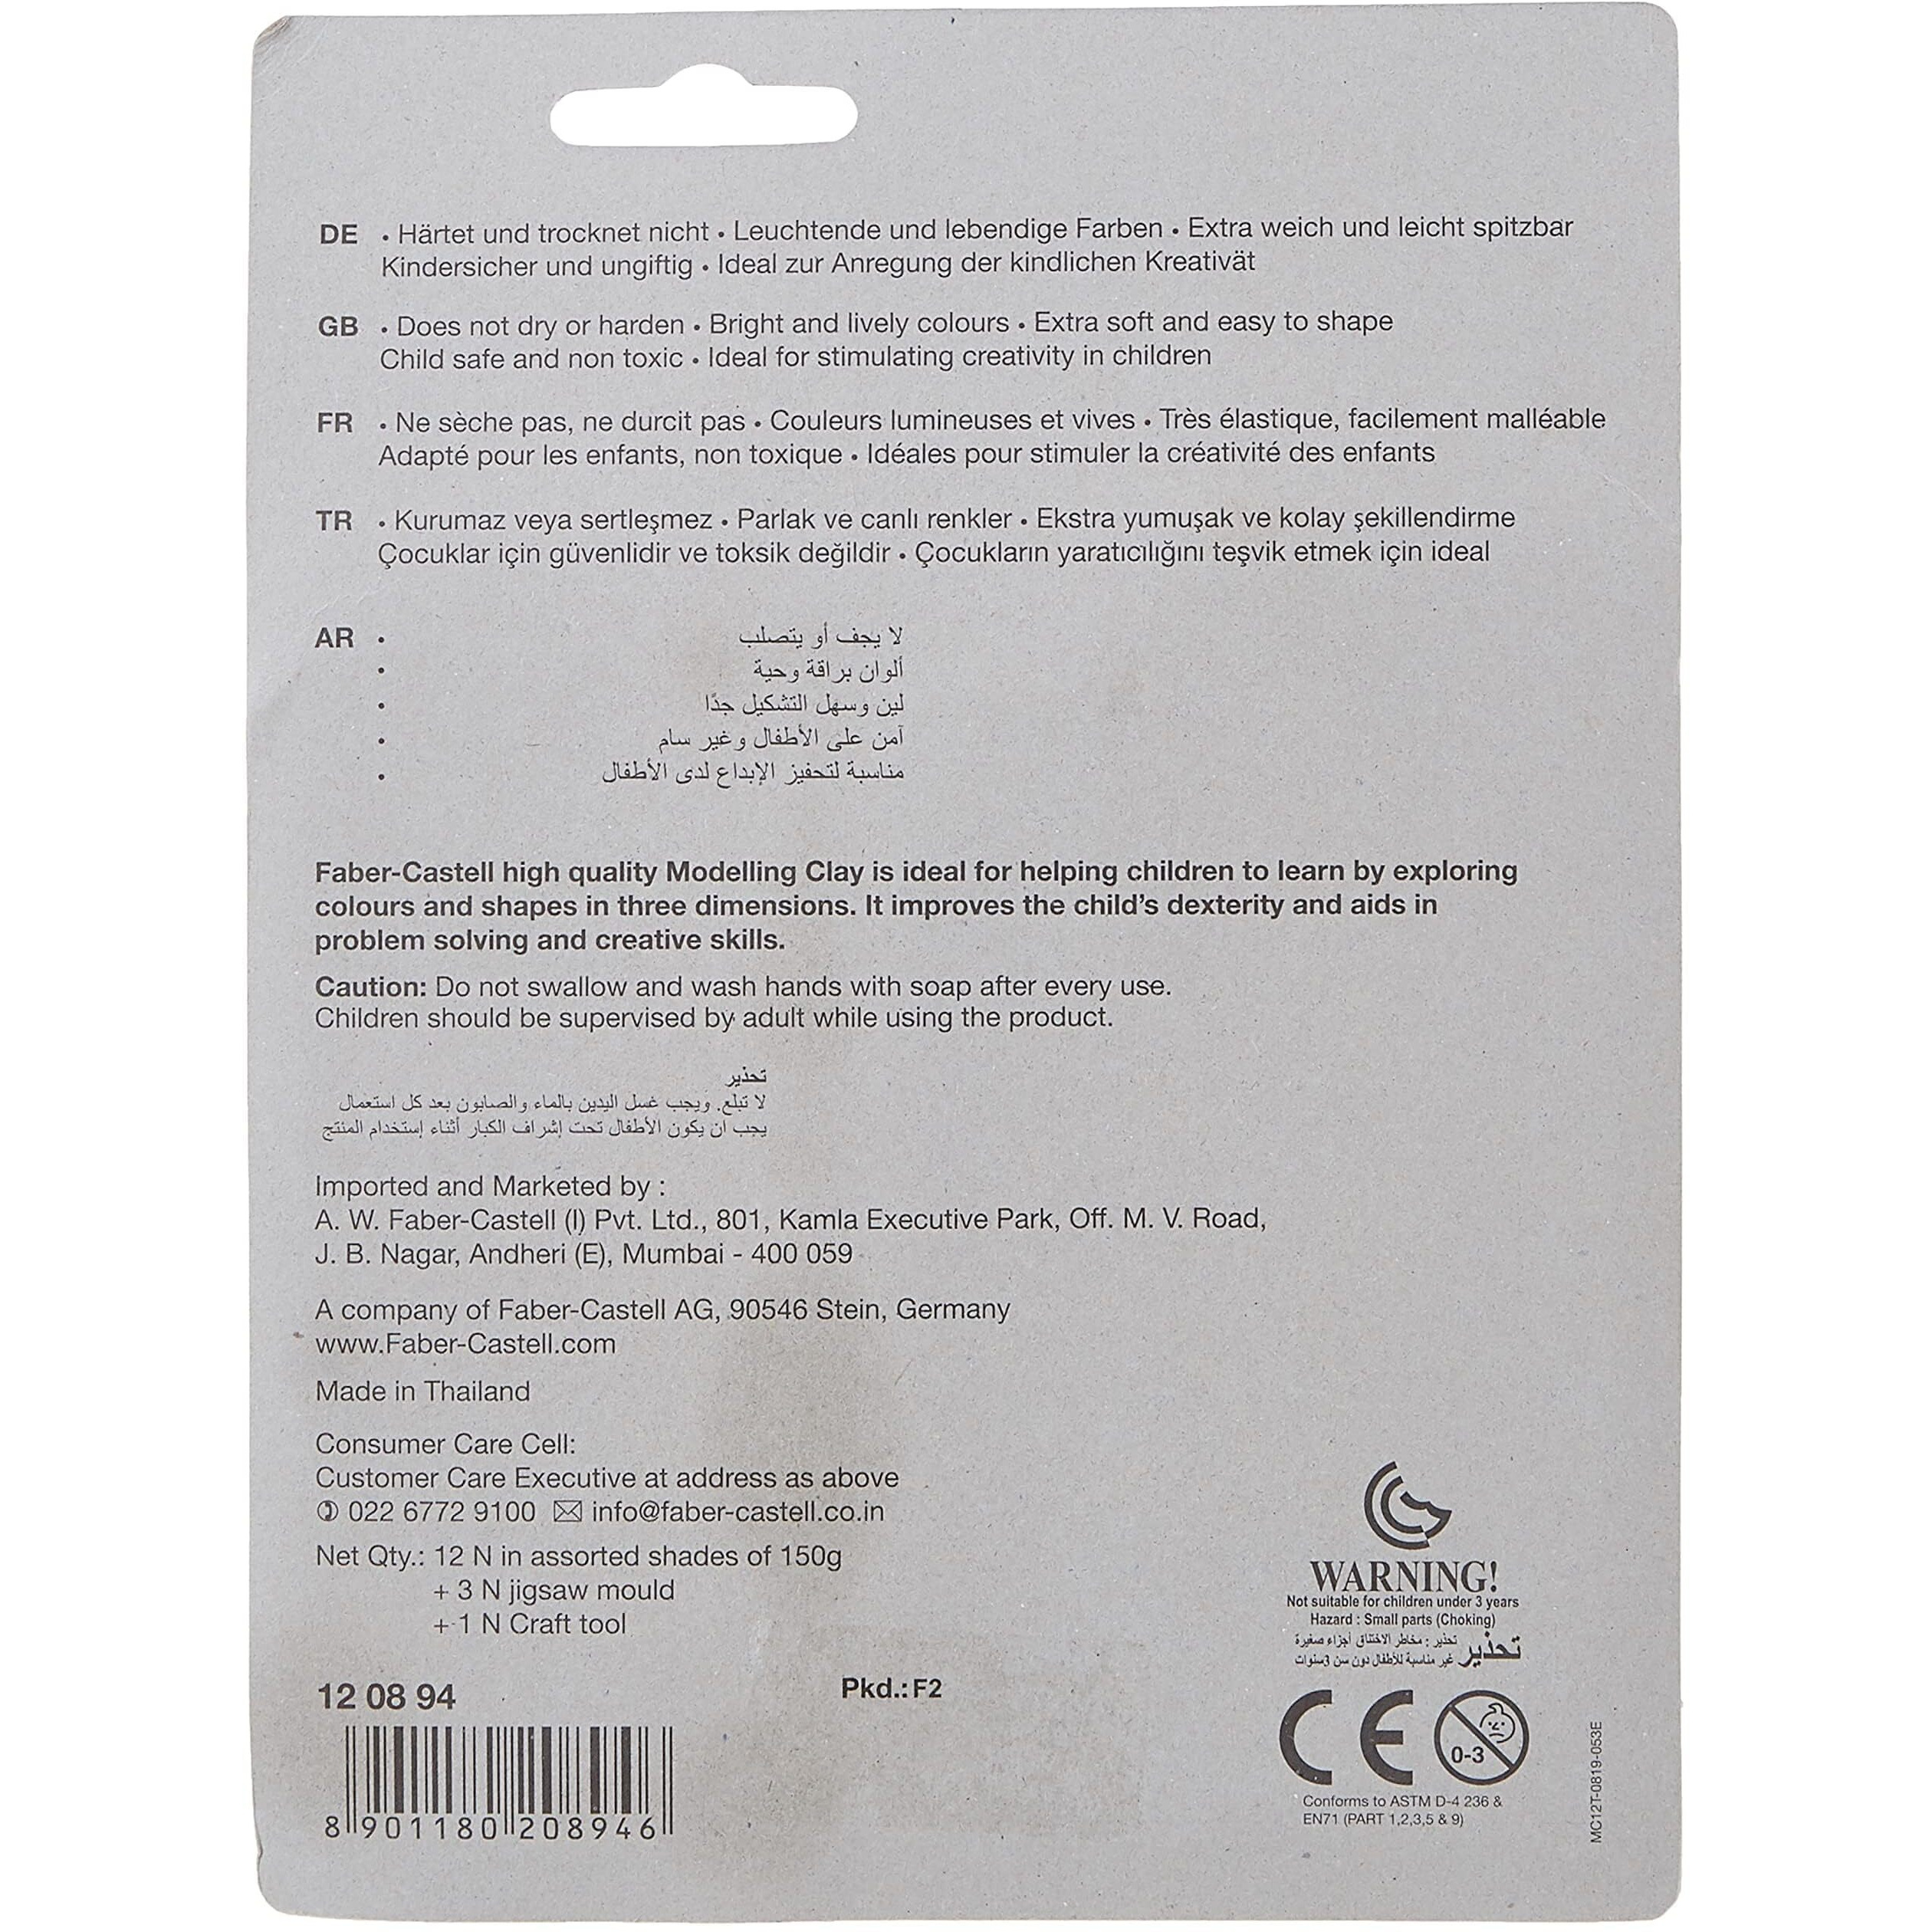 DE • Härtet und trocknet nicht • Leuchtende und lebendige Farben • Extra weich und leicht spitzbar
Kindersicher und ungiftig • Ideal zur Anregung der kindlichen Kreativät
GB • Does not dry or harden • Bright and lively colours • Extra soft and easy to shape
Child safe and non toxic • Ideal for stimulating creativity in children
FR • Ne sèche pas, ne durcit pas • Couleurs lumineuses et vives • Très élastique, facilement malléable
Adapté pour les enfants, non toxique • Idéales pour stimuler la créativité des enfants
TR • Kurumaz veya sertleşmez • Parlak ve canlı renkler • Ekstra yumuşak ve kolay şekillendirme
Çocuklar için güvenlidir ve toksik değildir • Çocukların yaratıcılığını teşvik etmek için ideal
AR • لا يجف أو يتصلب
• ألوان براقة وحية
• لين وسهل التشكيل جدًا
• آمن على الأطفال وغير سام
• مناسبة لتحفيز الإبداع لدى الأطفال
Faber-Castell high quality Modelling Clay is ideal for helping children to learn by exploring
colours and shapes in three dimensions. It improves the child's dexterity and aids in
problem solving and creative skills.
Caution: Do not swallow and wash hands with soap after every use.
Children should be supervised by adult while using the product.
تحذير
لا تبلع. ويجب غسل اليدين بالماء والصابون بعد كل استعمال
يجب ان يكون الأطفال تحت إشراف الكبار أثناء إستخدام المنتج
Imported and Marketed by :
A. W. Faber-Castell (I) Pvt. Ltd., 801, Kamla Executive Park, Off. M. V. Road,
J. B. Nagar, Andheri (E), Mumbai - 400 059
A company of Faber-Castell AG, 90546 Stein, Germany
www.Faber-Castell.com
Made in Thailand
Consumer Care Cell:
Customer Care Executive at address as above
022 6772 9100 info@faber-castell.co.in
Net Qty.: 12 N in assorted shades of 150g
+ 3 N jigsaw mould
+ 1 N Craft tool
12 08 94
Pkd.: F2
8 901180 208946
WARNING!
Not suitable for children under 3 years
Hazard : Small parts (Choking)
تحذير تحذير : مخاطر الاختناق أجزاء صغيرة
غير مناسبة للأطفال دون سن 3سنوات
CE 0-3
Conforms to ASTM D-4 236 &
EN71 (PART 1,2,3,5 & 9)
MC12T-0819-053E